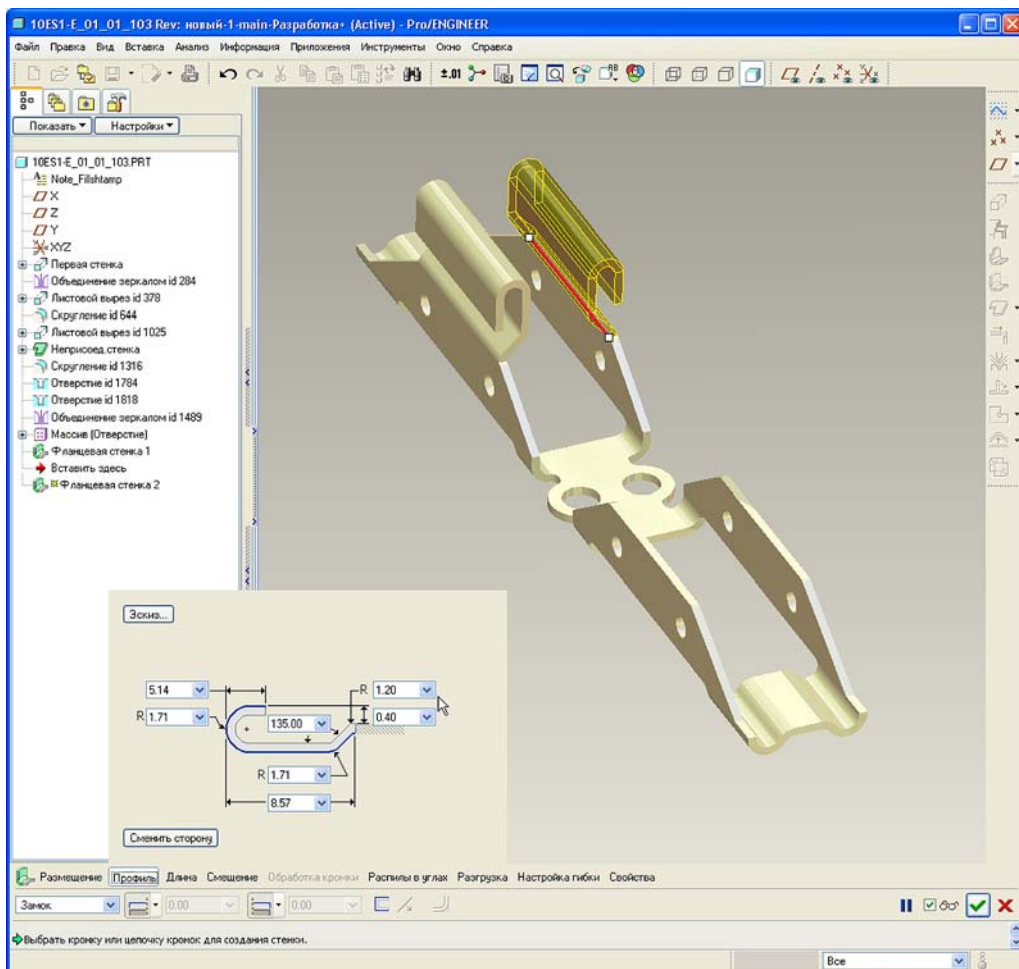 10ES1-E_01_01_103 Rev: новый-1-main-Разработка+ (Active) - Pro/ENGINEER
Файл Правка Вид Вставка Анализ Информация Приложения Инструменты Окно Справка
±.01
Показать Настройки
10ES1-E_01_01_103.PRT
Note_Fillshtamp
X
Z
Y
XYZ
Первая стенка
Объединение зеркалом id 284
Листовой вырез id 378
Скругление id 644
Листовой вырез id 1025
Неприсоед.стенка
Скругление id 1316
Отверстие id 1784
Отверстие id 1818
Объединение зеркалом id 1489
Массив (Отверстие)
Фланцевая стенка 1
Вставить здесь
Фланцевая стенка 2
Эскиз...
5.14 R 1.20
R 1.71 135.00 0.40
R 1.71
8.57
Сменить сторону
Размещение Профиль Длина Смещение Обработка кромки Распилы в углах Разгрузка Настройка гибки Свойства
Замок 0.00 0.00
Выбрать кромку или цепочку кромок для создания стенки.
Все